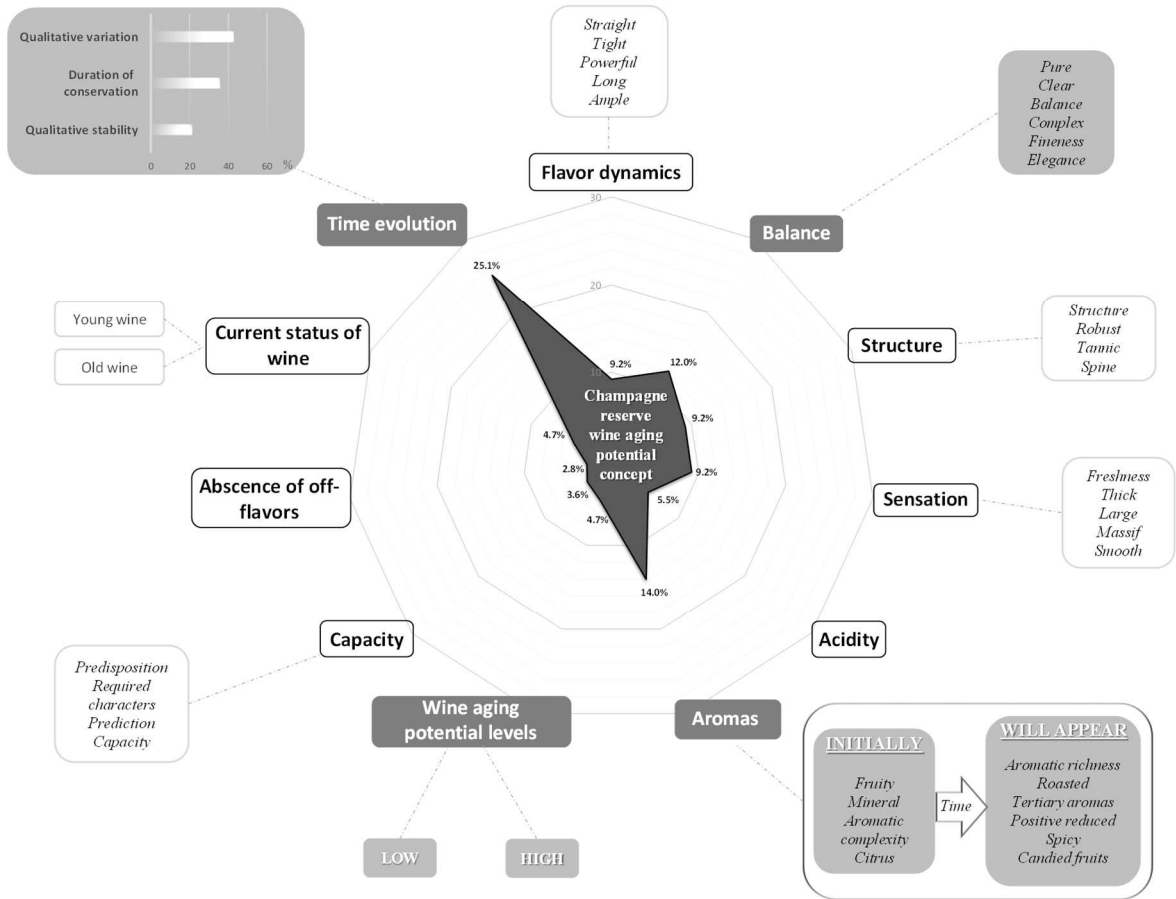 Qualitative variation
Duration of
conservation
Qualitative stability
0 20 40 60 %
Straight
Tight
Powerful
Long
Ample
Pure
Clear
Balance
Complex
Fineness
Elegance
Flavor dynamics
Time evolution
Balance
30
25.1%
20
Young wine
Old wine
Current status of
wine
Structure
Structure
Robust
Tannic
Spine
9.2%
12.0%
10
Champagne
reserve
wine aging
potential
concept
9.2%
4.7%
2.8%
9.2%
3.6%
5.5%
4.7%
14.0%
Abscence of off-
flavors
Sensation
Freshness
Thick
Large
Massif
Smooth
Capacity
Acidity
Predisposition
Required
characters
Prediction
Capacity
Wine aging
potential levels
Aromas
LOW
HIGH
INITIALLY
Fruity
Mineral
Aromatic
complexity
Citrus
Time
WILL APPEAR
Aromatic richness
Roasted
Tertiary aromas
Positive reduced
Spicy
Candied fruits